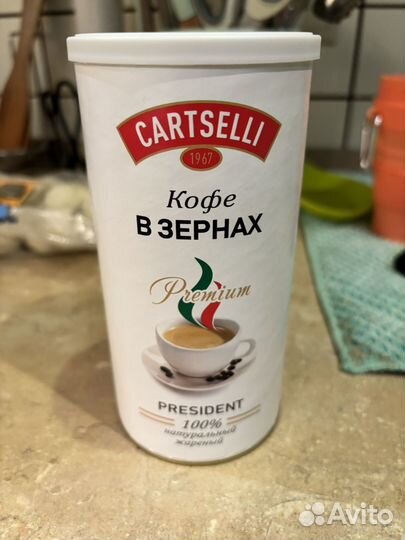 CARTSELLI
1967
Кофе
В ЗЕРНАХ
Premium
PRESIDENT
100%
натуральный
жареный
Avito